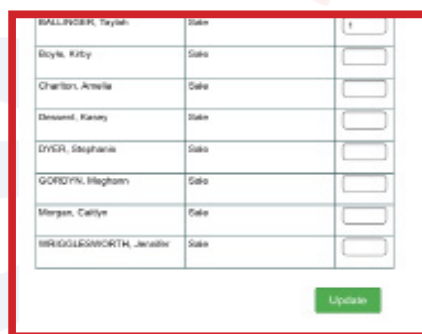 BALLINGER, Taylah Sale 1
Boyle, Kirby Sale
Charlton, Amelia Sale
Kasey Sale
DYER, Stephanie Sale
GORDYN, Meghann Sale
Morgan, Caitlyn Sale
WRIGGLESWORTH, Jennifer Sale
Update